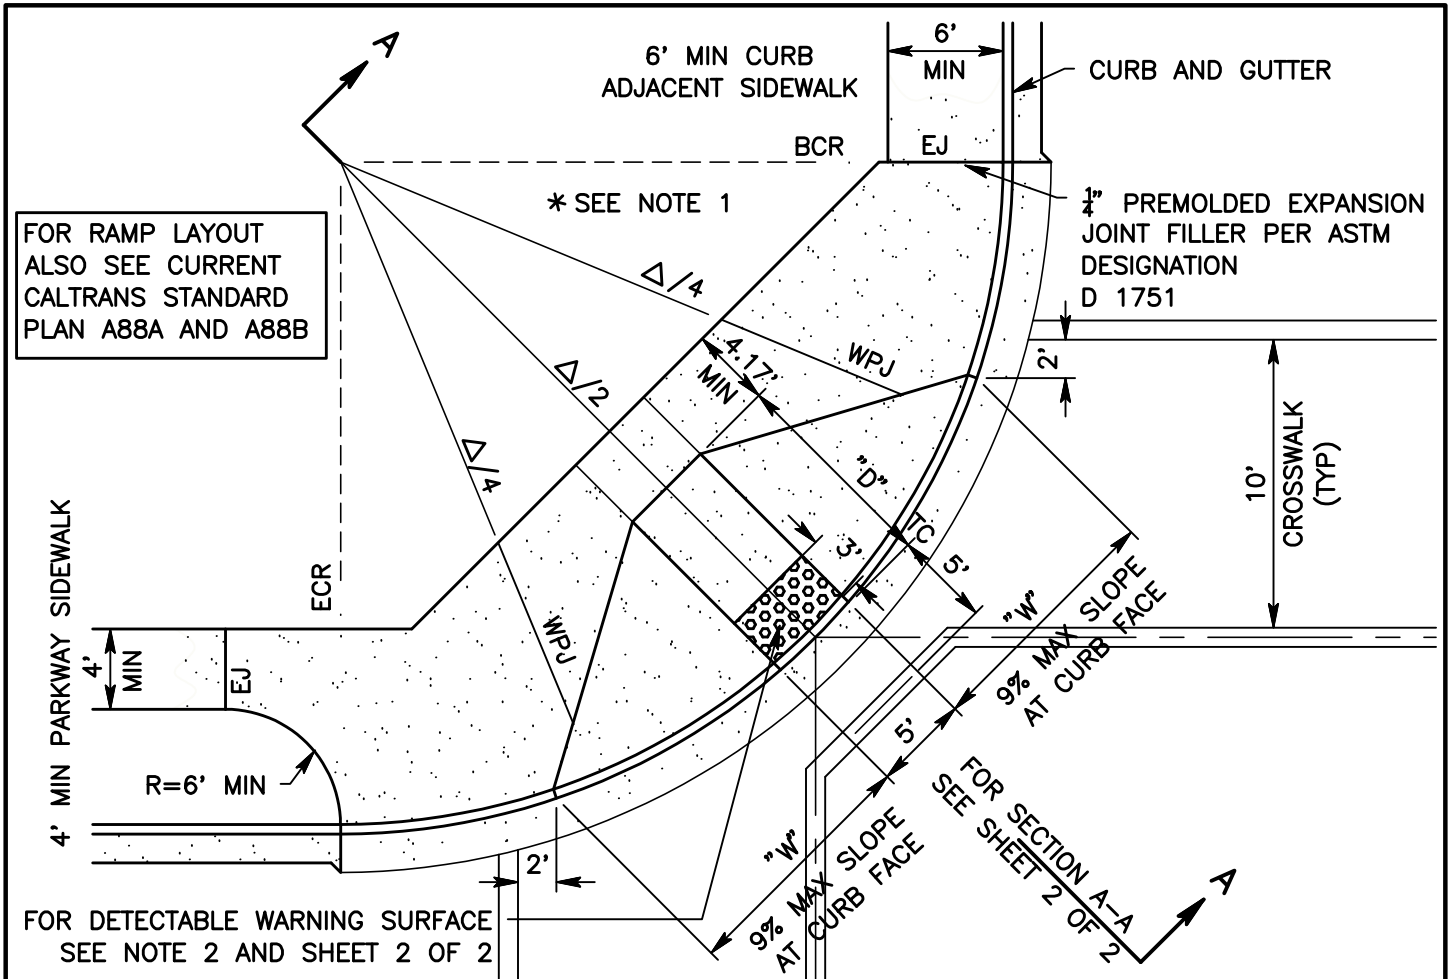 A
6' MIN CURB
ADJACENT SIDEWALK
6'
MIN
CURB AND GUTTER
BCR
EJ
* SEE NOTE 1
1/4" PREMOLDED EXPANSION
JOINT FILLER PER ASTM
DESIGNATION
D 1751
FOR RAMP LAYOUT
ALSO SEE CURRENT
CALTRANS STANDARD
PLAN A88A AND A88B
Δ/4
Δ/2
Δ/4
4.17'
MIN
WPJ
2'
"D"
10'
CROSSWALK
(TYP)
TC
3'
5'
"W"
9% MAX SLOPE
AT CURB FACE
ECR
4' MIN PARKWAY SIDEWALK
4'
MIN
EJ
WPJ
R=6' MIN
5'
"W"
9% MAX SLOPE
AT CURB FACE
2'
FOR SECTION A-A
SEE SHEET 2 OF 2
A
FOR DETECTABLE WARNING SURFACE
SEE NOTE 2 AND SHEET 2 OF 2